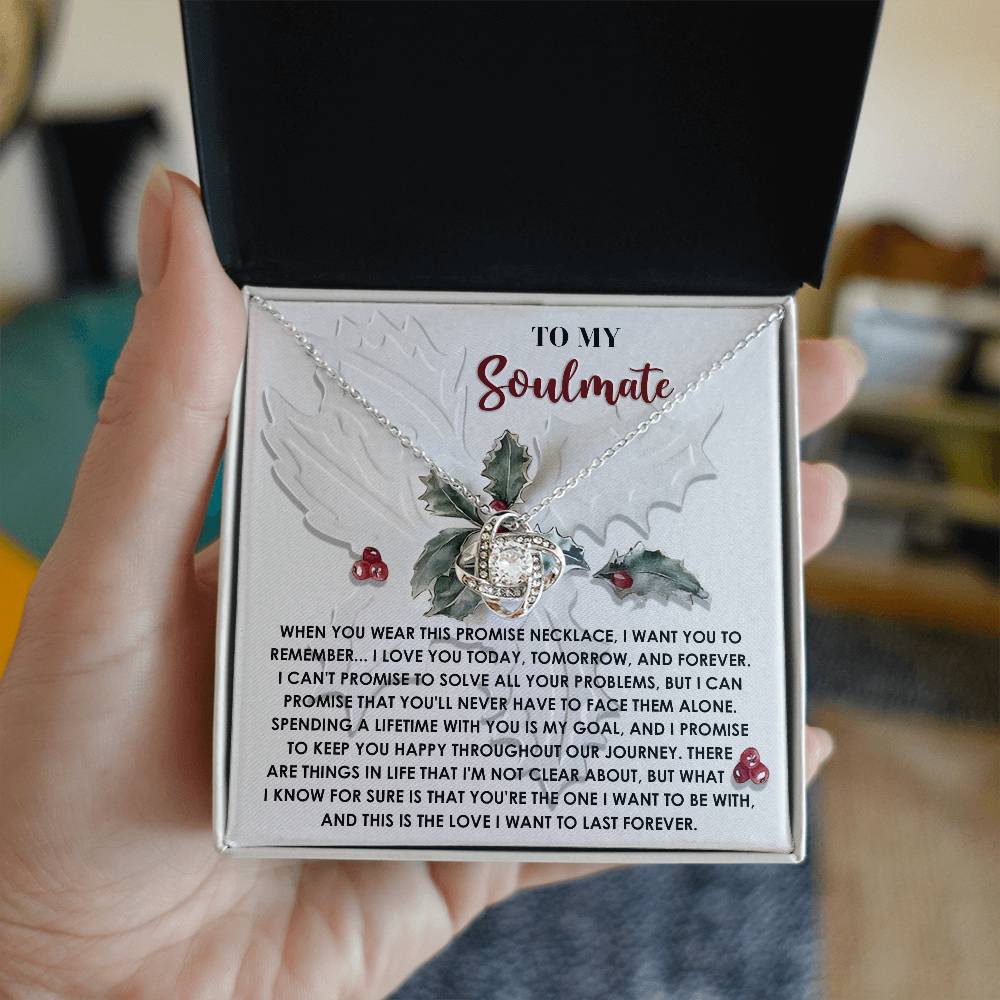 TO MY
Soulmate
WHEN YOU WEAR THIS PROMISE NECKLACE, I WANT YOU TO
REMEMBER... I LOVE YOU TODAY, TOMORROW, AND FOREVER.
I CAN'T PROMISE TO SOLVE ALL YOUR PROBLEMS, BUT I CAN
PROMISE THAT YOU'LL NEVER HAVE TO FACE THEM ALONE.
SPENDING A LIFETIME WITH YOU IS MY GOAL, AND I PROMISE
TO KEEP YOU HAPPY THROUGHOUT OUR JOURNEY. THERE
ARE THINGS IN LIFE THAT I'M NOT CLEAR ABOUT, BUT WHAT
I KNOW FOR SURE IS THAT YOU'RE THE ONE I WANT TO BE WITH,
AND THIS IS THE LOVE I WANT TO LAST FOREVER.